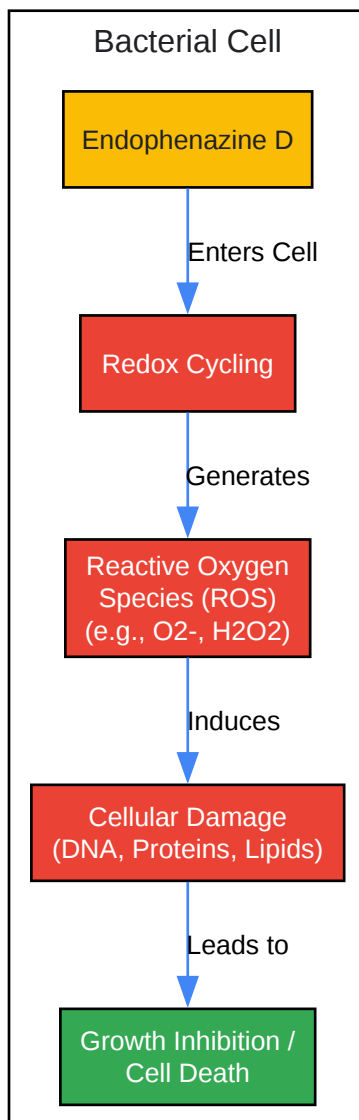 Bacterial Cell
Endophenazine D
Enters Cell
Redox Cycling
Generates
Reactive Oxygen
Species (ROS)
(e.g., O2-, H2O2)
Induces
Cellular Damage
(DNA, Proteins, Lipids)
Leads to
Growth Inhibition /
Cell Death